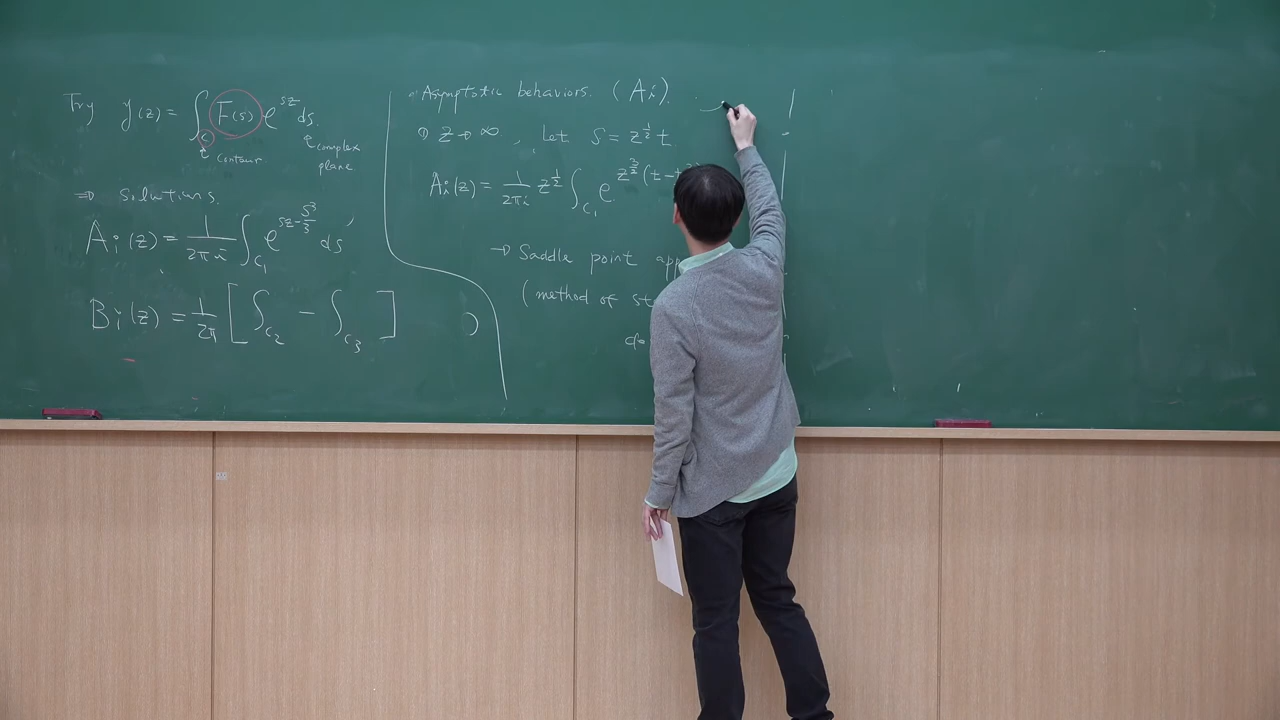 Try y(z) = ∫_C F(s) e^{sz} ds.
contour
complex
plane
⇒ solutions.
Ai(z) = 1/(2πi) ∫_{C₁} e^{sz - s³/3} ds
Bi(z) = 1/(2π) [ ∫_{C₂} - ∫_{C₃} ]
Asymptotic behaviors. (Ai).
① z → ∞, Let s = z^{1/2} t
Ai(z) = 1/(2πi) z^{1/2} ∫_{C₁} e^{z^{3/2}(t -
→ Saddle point
(method of